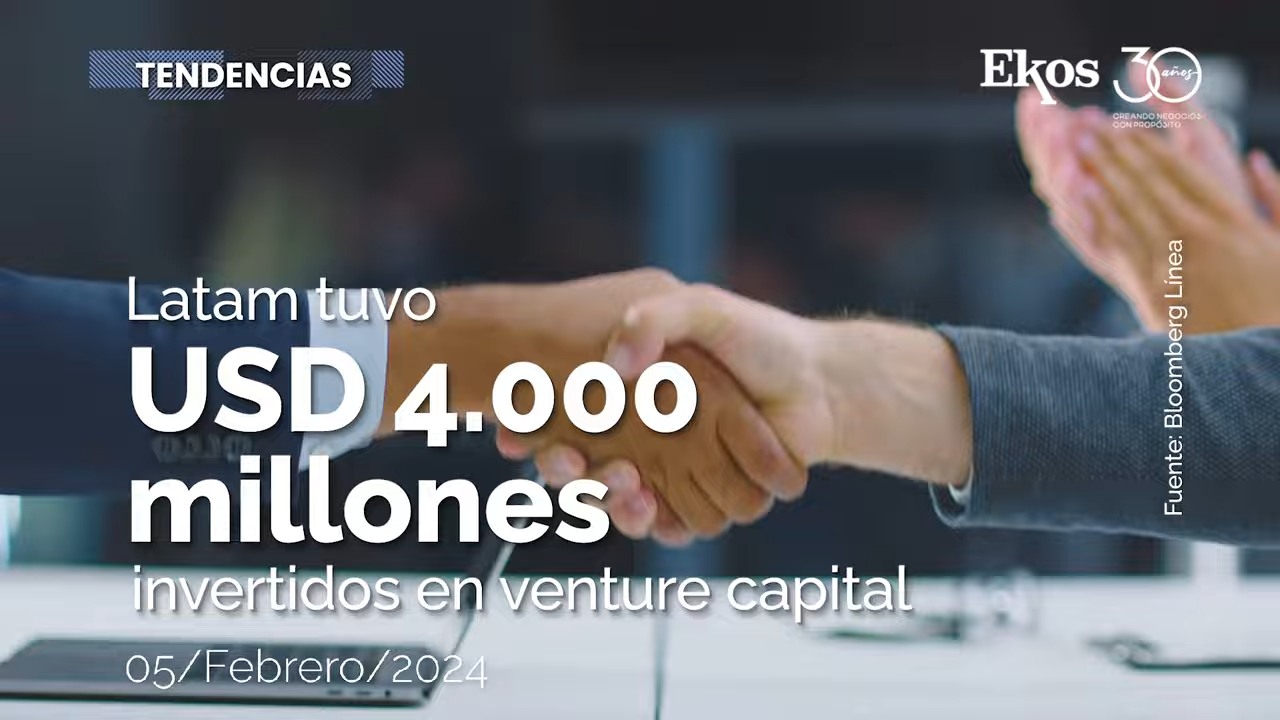 TENDENCIAS
Ekos 30 años
CREANDO NEGOCIOS
CON PROPÓSITO
Latam tuvo
USD 4.000
millones
invertidos en venture capital
05/Febrero/2024
Fuente: Bloomberg Línea